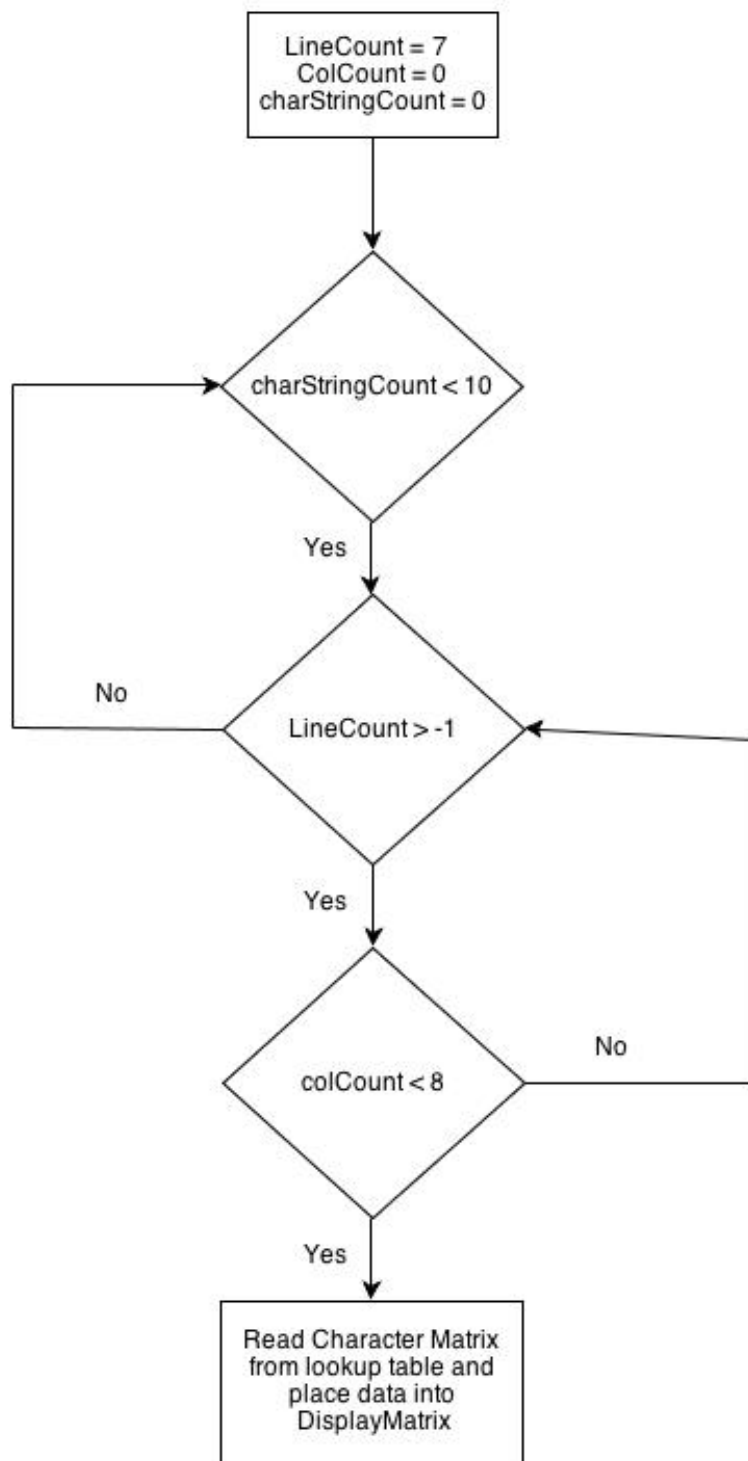 LineCount = 7
ColCount = 0
charStringCount = 0
charStringCount < 10
Yes
No
LineCount > -1
Yes
No
colCount < 8
Yes
Read Character Matrix
from lookup table and
place data into
DisplayMatrix